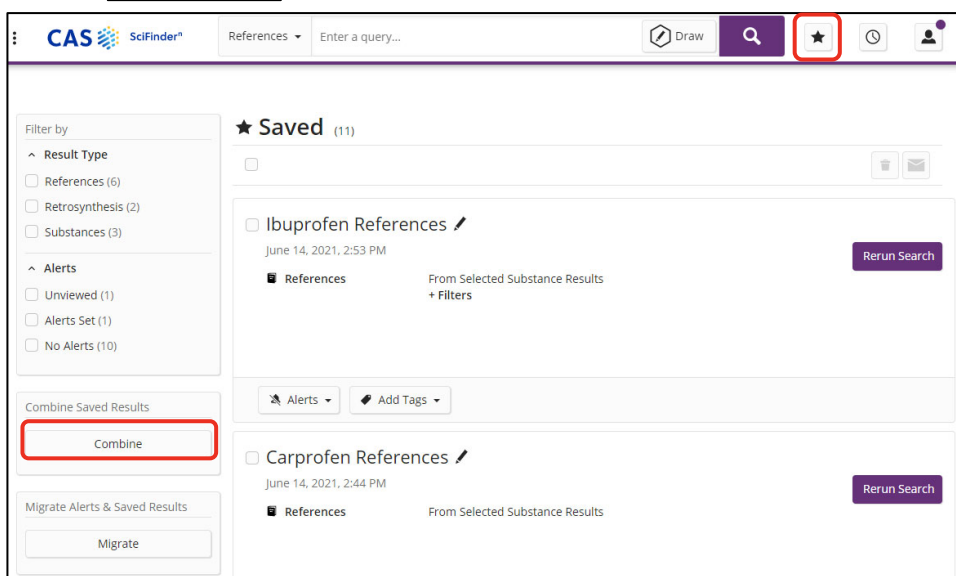 CAS SciFinderⁿ References Enter a query... Draw
Filter by
Result Type
References (6)
Retrosynthesis (2)
Substances (3)
Alerts
Unviewed (1)
Alerts Set (1)
No Alerts (10)
Combine Saved Results
Combine
Migrate Alerts & Saved Results
Migrate
Saved (11)
Ibuprofen References
June 14, 2021, 2:53 PM
Rerun Search
References From Selected Substance Results
+ Filters
Alerts Add Tags
Carprofen References
June 14, 2021, 2:44 PM
Rerun Search
References From Selected Substance Results